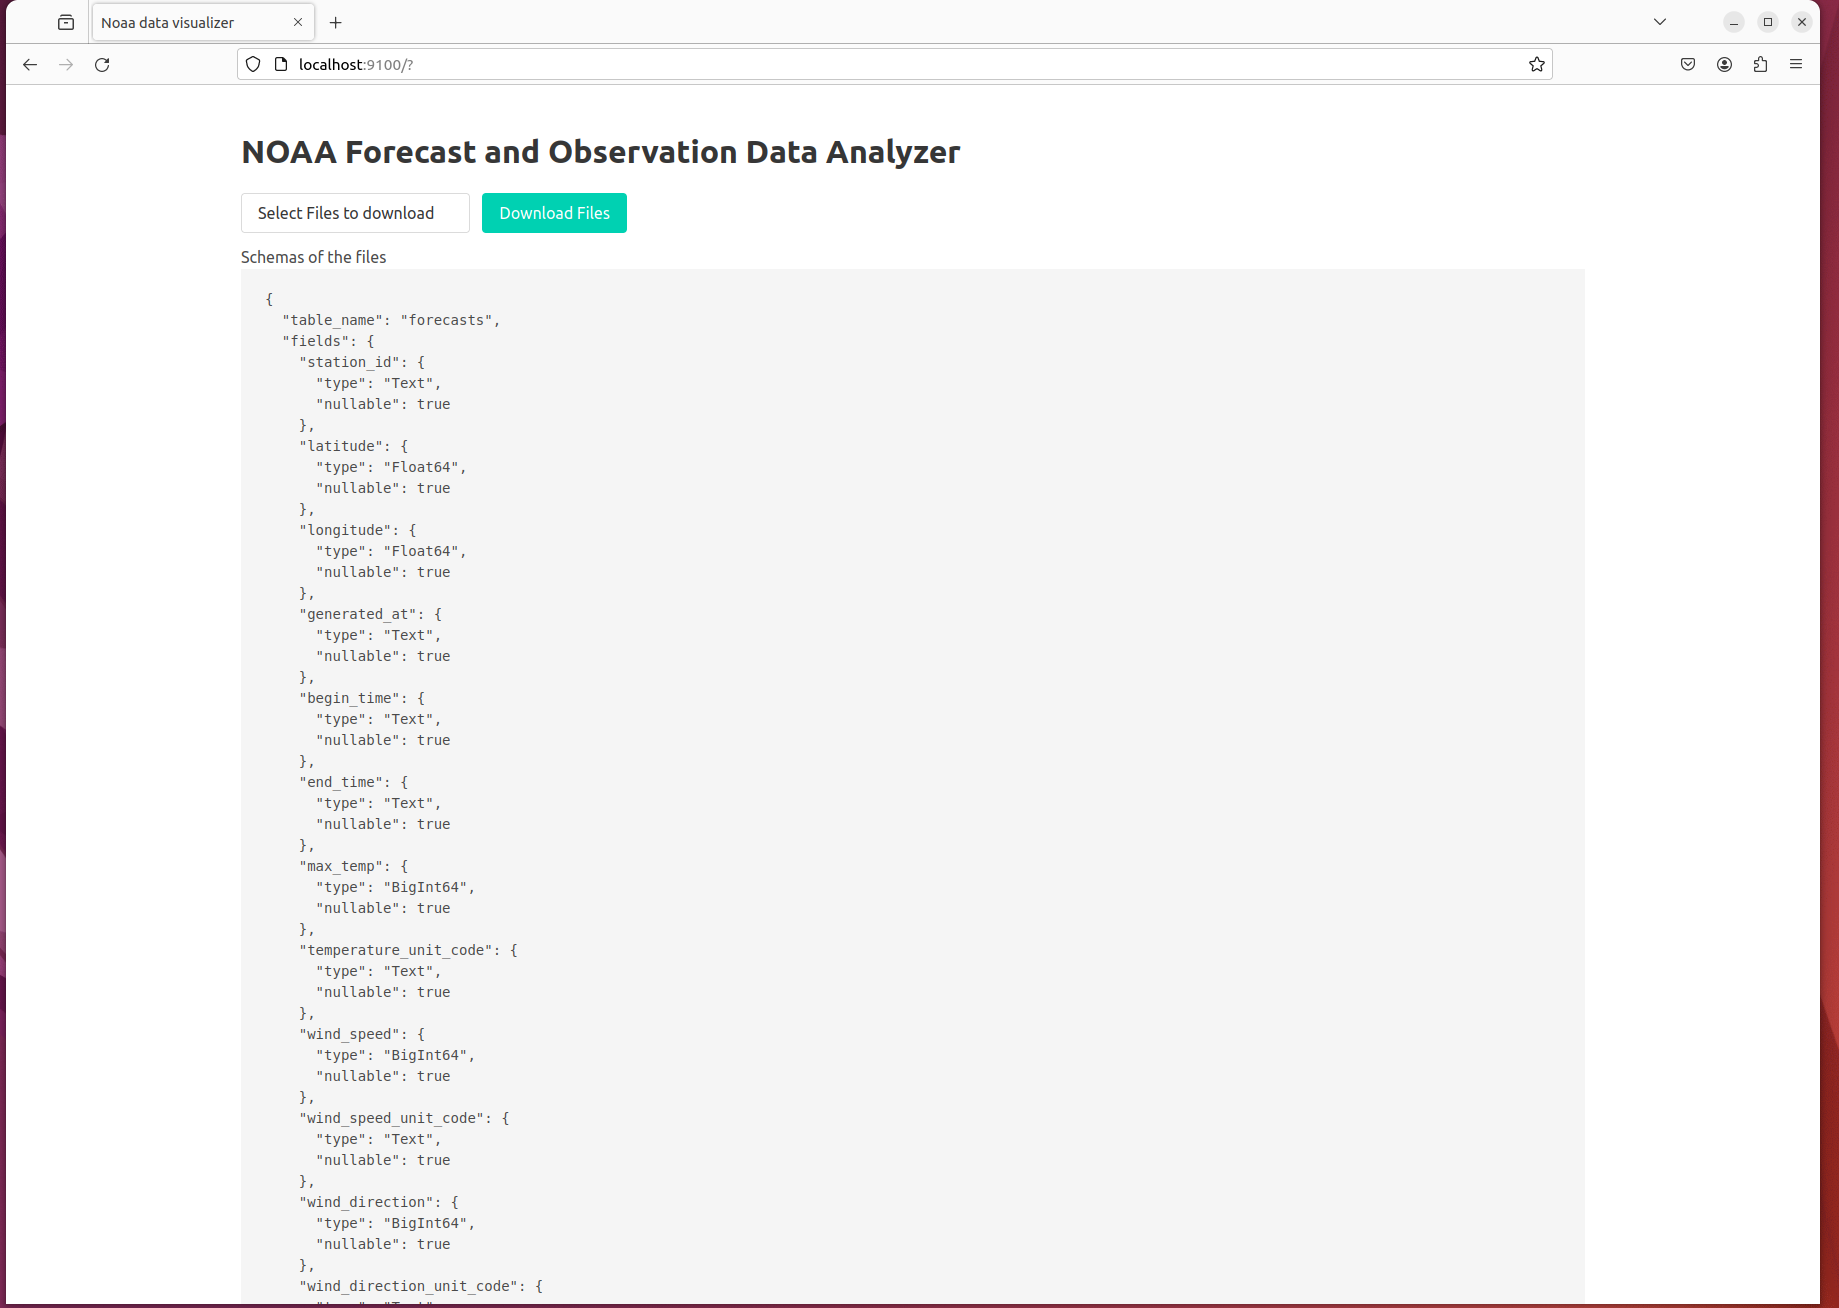 Noaa data visualizer
localhost:9100/?
NOAA Forecast and Observation Data Analyzer
Select Files to download
Download Files
Schemas of the files
{
  "table_name": "forecasts",
  "fields": {
    "station_id": {
      "type": "Text",
      "nullable": true
    },
    "latitude": {
      "type": "Float64",
      "nullable": true
    },
    "longitude": {
      "type": "Float64",
      "nullable": true
    },
    "generated_at": {
      "type": "Text",
      "nullable": true
    },
    "begin_time": {
      "type": "Text",
      "nullable": true
    },
    "end_time": {
      "type": "Text",
      "nullable": true
    },
    "max_temp": {
      "type": "BigInt64",
      "nullable": true
    },
    "temperature_unit_code": {
      "type": "Text",
      "nullable": true
    },
    "wind_speed": {
      "type": "BigInt64",
      "nullable": true
    },
    "wind_speed_unit_code": {
      "type": "Text",
      "nullable": true
    },
    "wind_direction": {
      "type": "BigInt64",
      "nullable": true
    },
    "wind_direction_unit_code": {